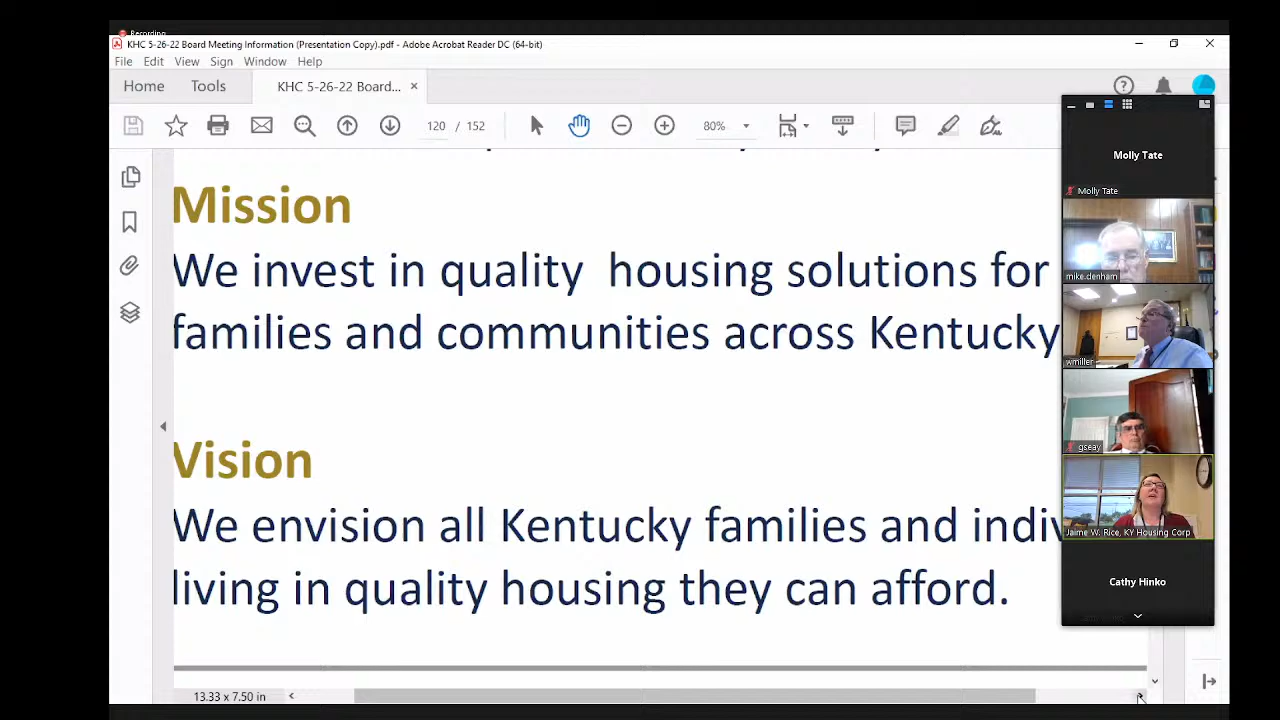 Recording
KHC 5-26-22 Board Meeting Information (Presentation Copy).pdf - Adobe Acrobat Reader DC (64-bit)
File Edit View Sign Window Help
Home Tools KHC 5-26-22 Board... ×
120 / 152 80%
Mission
We invest in quality housing solutions for
families and communities across Kentucky
Vision
We envision all Kentucky families and indiv
living in quality housing they can afford.
13.33 x 7.50 in
Molly Tate
Molly Tate
mike.denham
wmiller
gseay
Jaime W. Rice, KY Housing Corp
Cathy Hinko